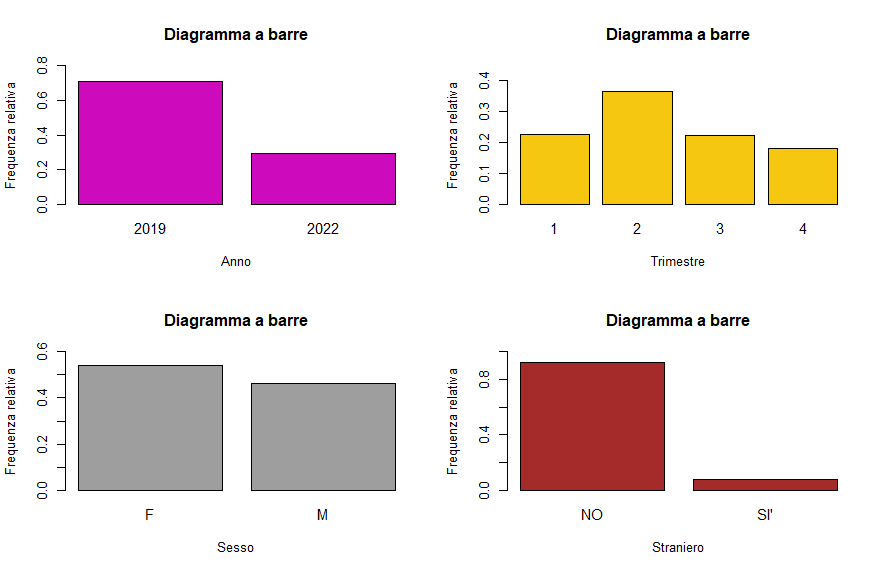 Diagramma a barre
Frequenza relativa
0.0 0.2 0.4 0.6 0.8
2019 2022
Anno
Diagramma a barre
Frequenza relativa
0.0 0.1 0.2 0.3 0.4
1 2 3 4
Trimestre
Diagramma a barre
Frequenza relativa
0.0 0.2 0.4 0.6
F M
Sesso
Diagramma a barre
Frequenza relativa
0.0 0.4 0.8
NO SI'
Straniero